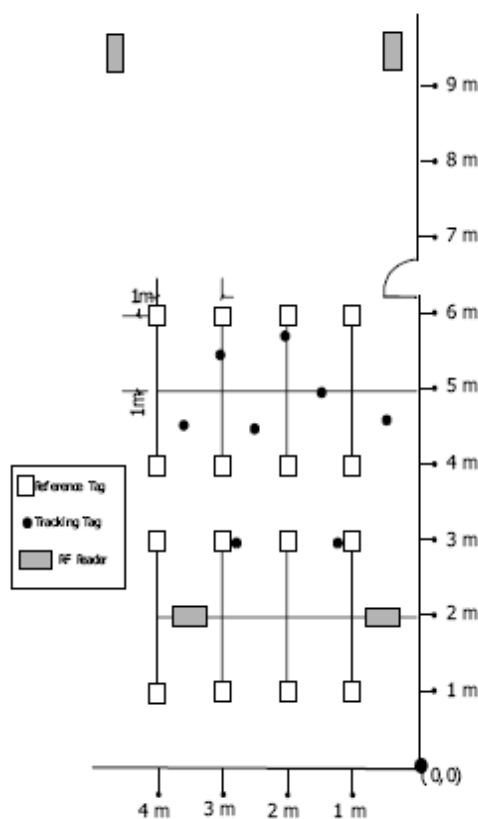 9 m
8 m
7 m
1m
6 m
5 m
1m
4 m
Reference Tag
Tracking Tag
RF Reader
3 m
2 m
1 m
(0,0)
4 m 3 m 2 m 1 m